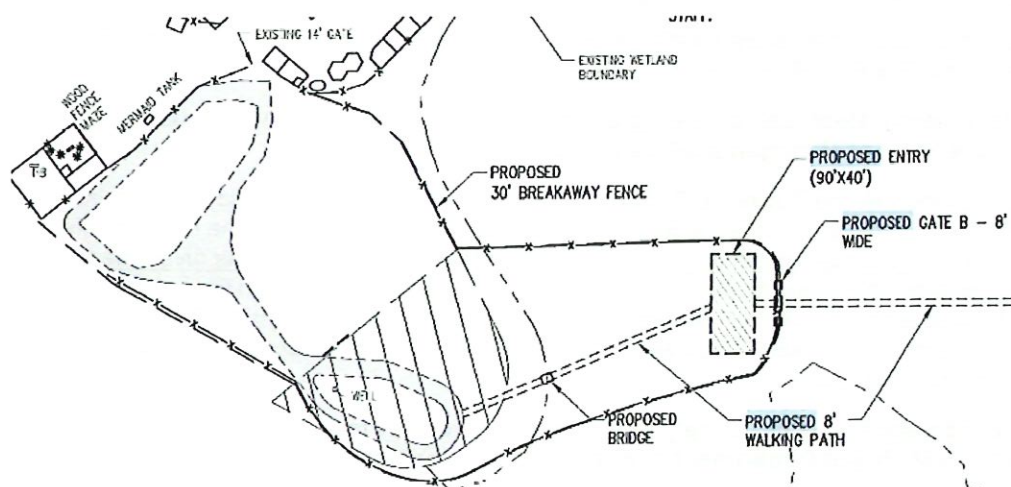 STAFF.
EXISTING 14' GATE
EXISTING WETLAND
BOUNDARY
WOOD
FENCE
MAZE
MERMAID TANK
PROPOSED
30' BREAKAWAY FENCE
PROPOSED ENTRY
(90'X40')
PROPOSED GATE B - 8'
WIDE
WELL
PROPOSED
BRIDGE
PROPOSED 8'
WALKING PATH